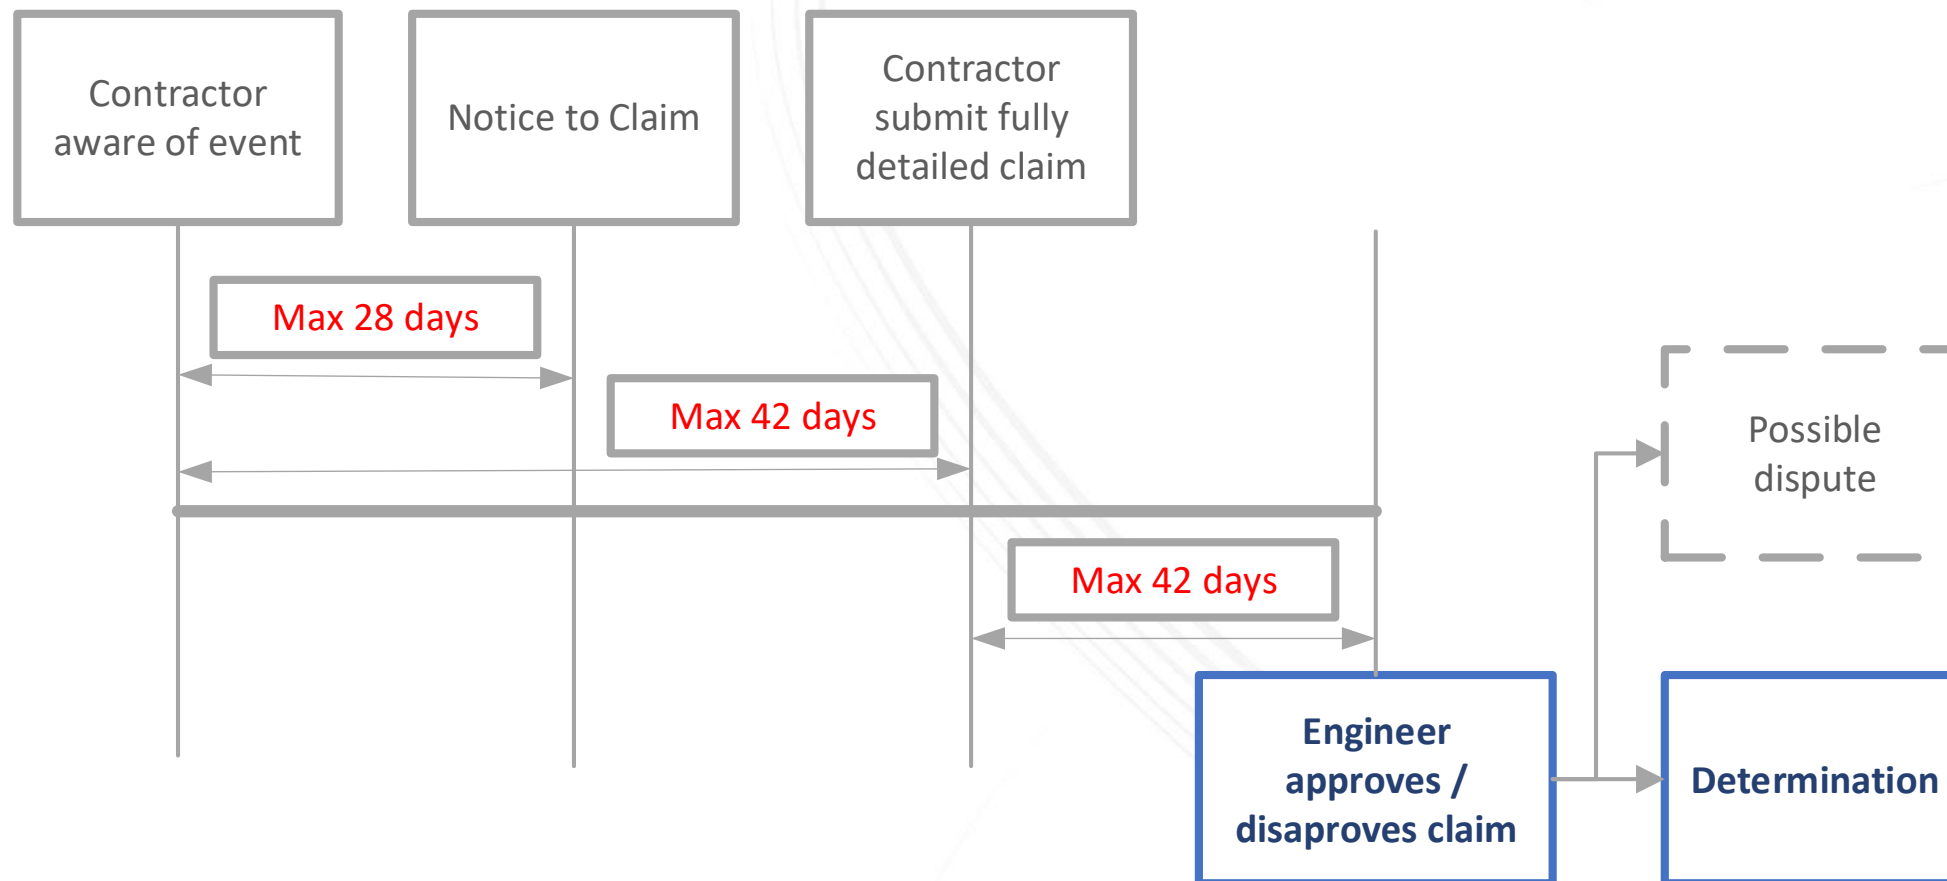 Contractor
aware of event
Notice to Claim
Contractor
submit fully
detailed claim
Max 28 days
Max 42 days
Max 42 days
Possible
dispute
Engineer
approves /
disaproves claim
Determination